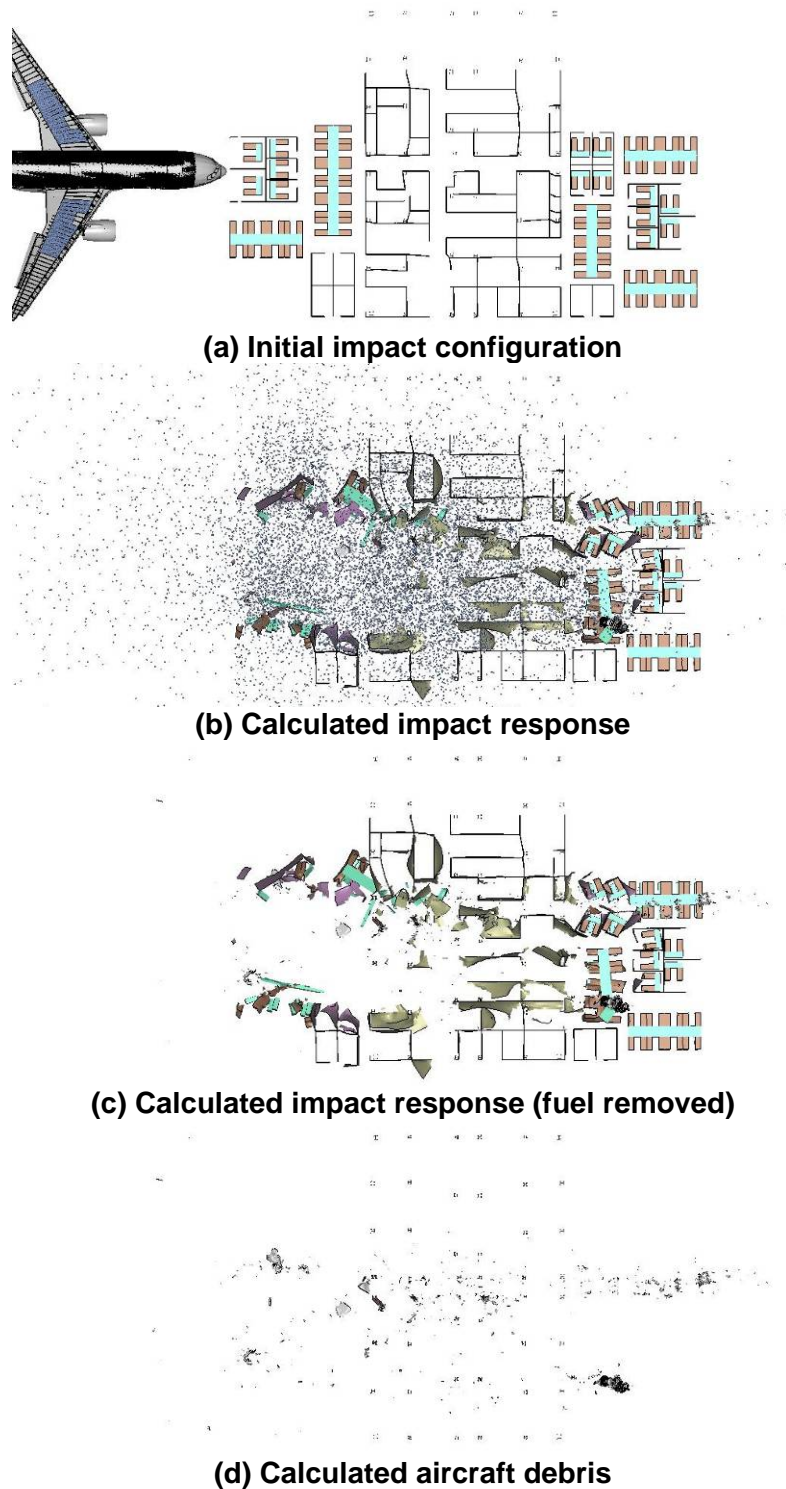 (a) Initial impact configuration
(b) Calculated impact response
(c) Calculated impact response (fuel removed)
(d) Calculated aircraft debris